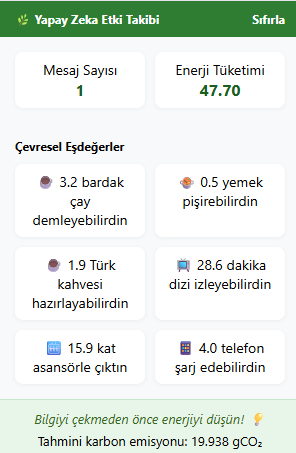 Yapay Zeka Etki Takibi
Sıfırla
Mesaj Sayısı
1
Enerji Tüketimi
47.70
Çevresel Eşdeğerler
3.2 bardak
çay
demleyebilirdin
0.5 yemek
pişirebilirdin
1.9 Türk
kahvesi
hazırlayabilirdin
28.6 dakika
dizi izleyebilirdin
15.9 kat
asansörle çıktın
4.0 telefon
şarj edebilirdin
Bilgiyi çekmeden önce enerjiyi düşün!
Tahmini karbon emisyonu: 19.938 gCO₂